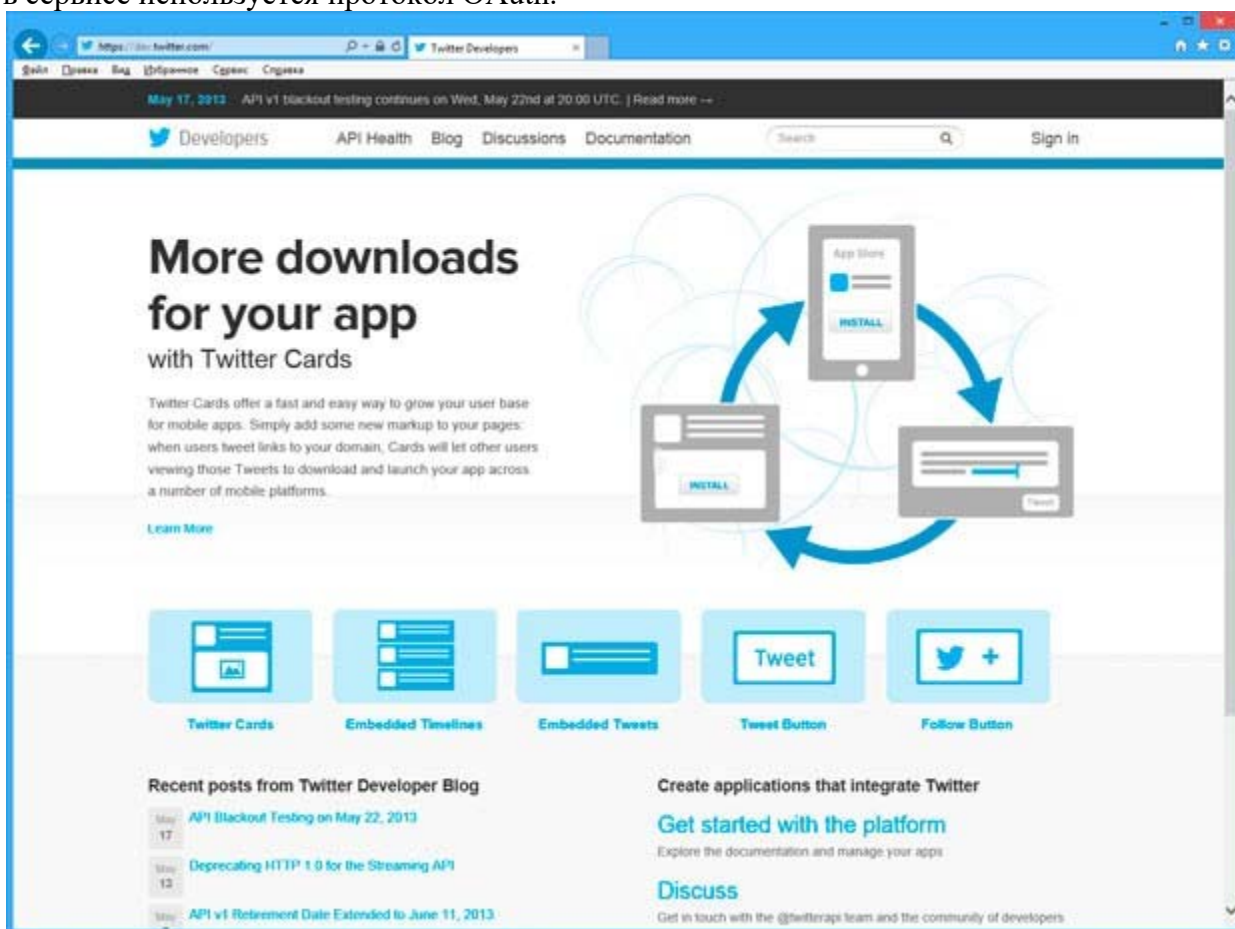 в сервисе используется протокол OAuth.
https://dev.twitter.com/
Twitter Developers
Файл Правка Вид Избранное Сервис Справка
May 17, 2013 API v1 blackout testing continues on Wed, May 22nd at 20:00 UTC. | Read more →
Developers API Health Blog Discussions Documentation Search Sign in
More downloads
for your app
with Twitter Cards
Twitter Cards offer a fast and easy way to grow your user base
for mobile apps. Simply add some new markup to your pages:
when users tweet links to your domain, Cards will let other users
viewing those Tweets to download and launch your app across
a number of mobile platforms.
Learn More
App Store
INSTALL
INSTALL
Tweet
Tweet
Twitter Cards Embedded Timelines Embedded Tweets Tweet Button Follow Button
Recent posts from Twitter Developer Blog
May
17
API Blackout Testing on May 22, 2013
May
13
Deprecating HTTP 1.0 for the Streaming API
May
API v1 Retirement Date Extended to June 11, 2013
Create applications that integrate Twitter
Get started with the platform
Explore the documentation and manage your apps
Discuss
Get in touch with the @twitterapi team and the community of developers